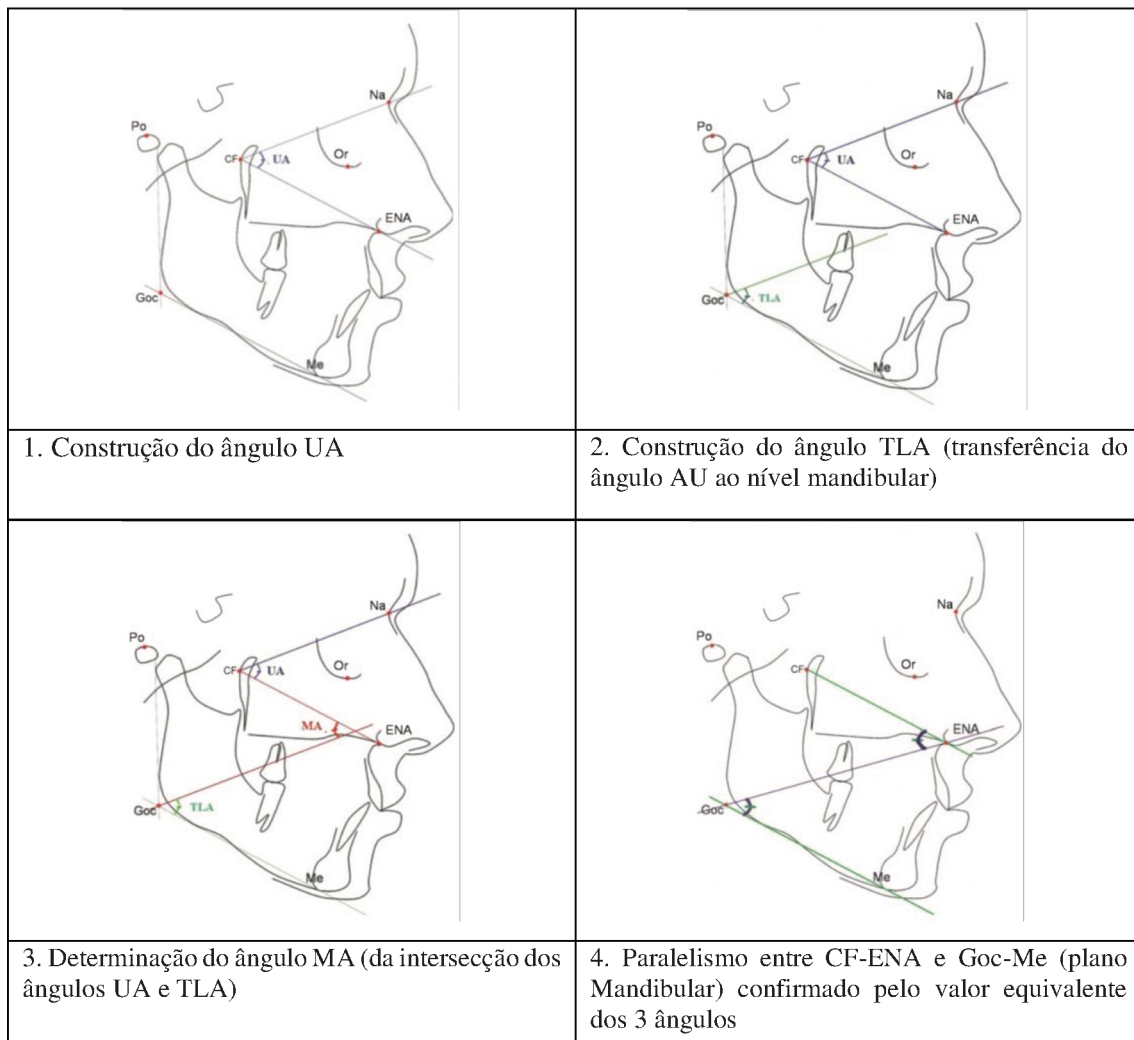 Na
Po
CF
UA
Or
ENA
Goc
Me
Na
Po
CF
UA
Or
ENA
Goc
TLA
Me
1. Construção do ângulo UA
2. Construção do ângulo TLA (transferência do
ângulo AU ao nível mandibular)
Na
Po
CF
UA
Or
MA
ENA
Goc
TLA
Me
Na
Po
CF
Or
ENA
Goc
Me
3. Determinação do ângulo MA (da intersecção dos
ângulos UA e TLA)
4. Paralelismo entre CF-ENA e Goc-Me (plano
Mandibular) confirmado pelo valor equivalente
dos 3 ângulos